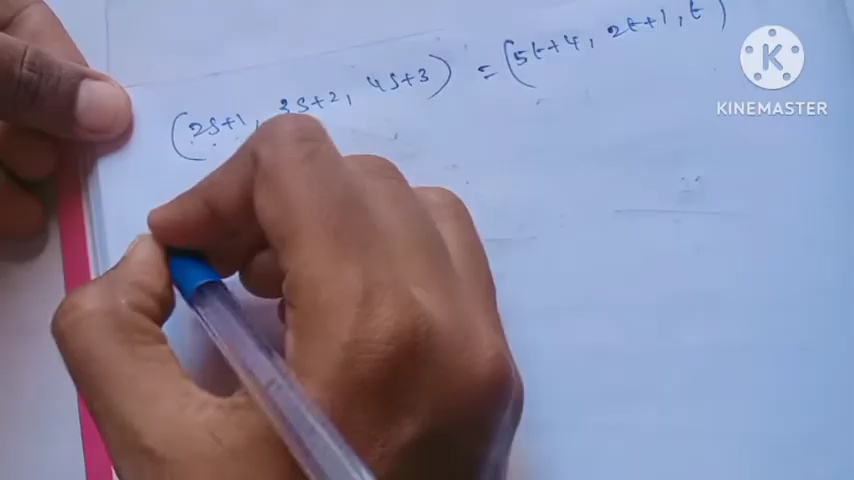 (2s+1, 3s+2, 4s+3) = (5t+4, 2t+1, t)
KINEMASTER